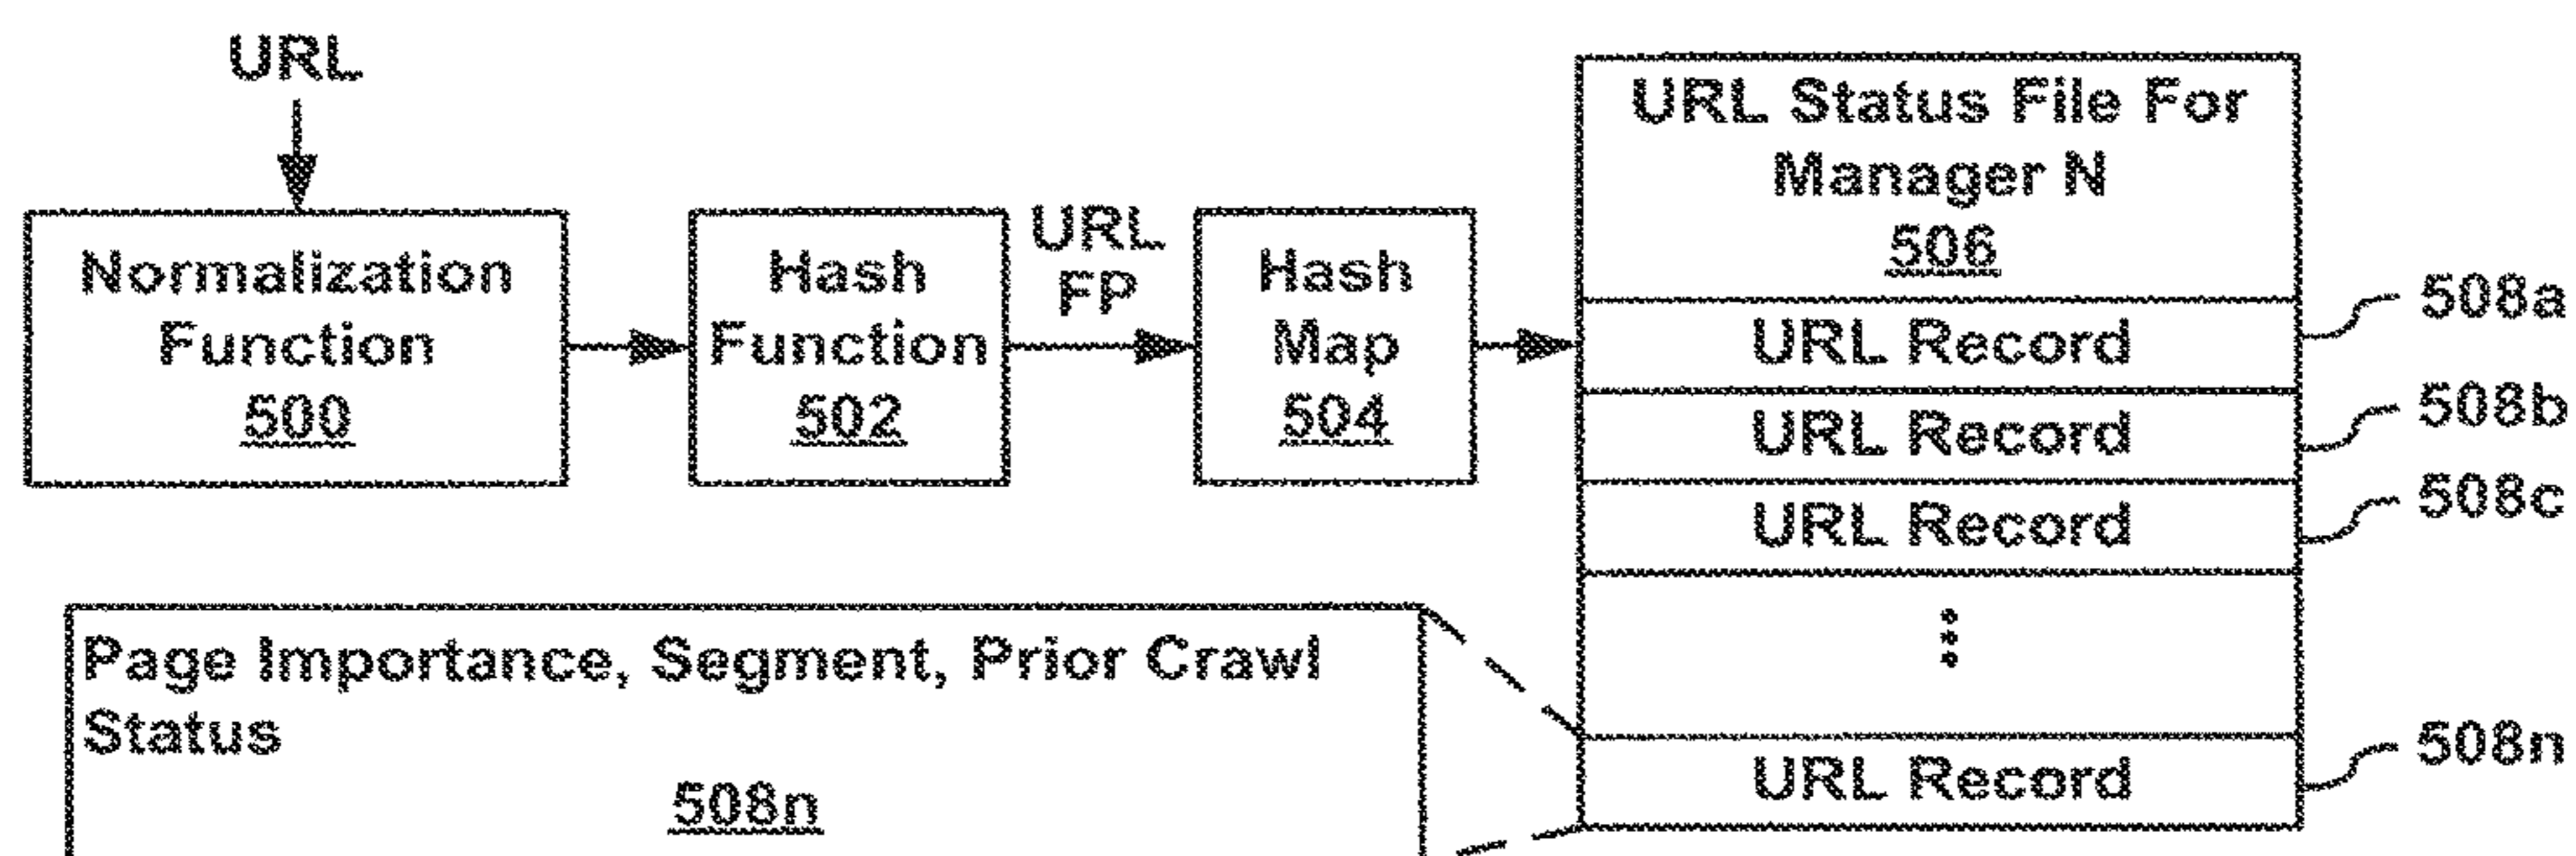 URL
Normalization
Function
500
Hash
Function
502
URL
FP
Hash
Map
504
URL Status File For
Manager N
506
URL Record
508a
URL Record
508b
URL Record
508c
URL Record
508n
Page Importance, Segment, Prior Crawl
Status
508n